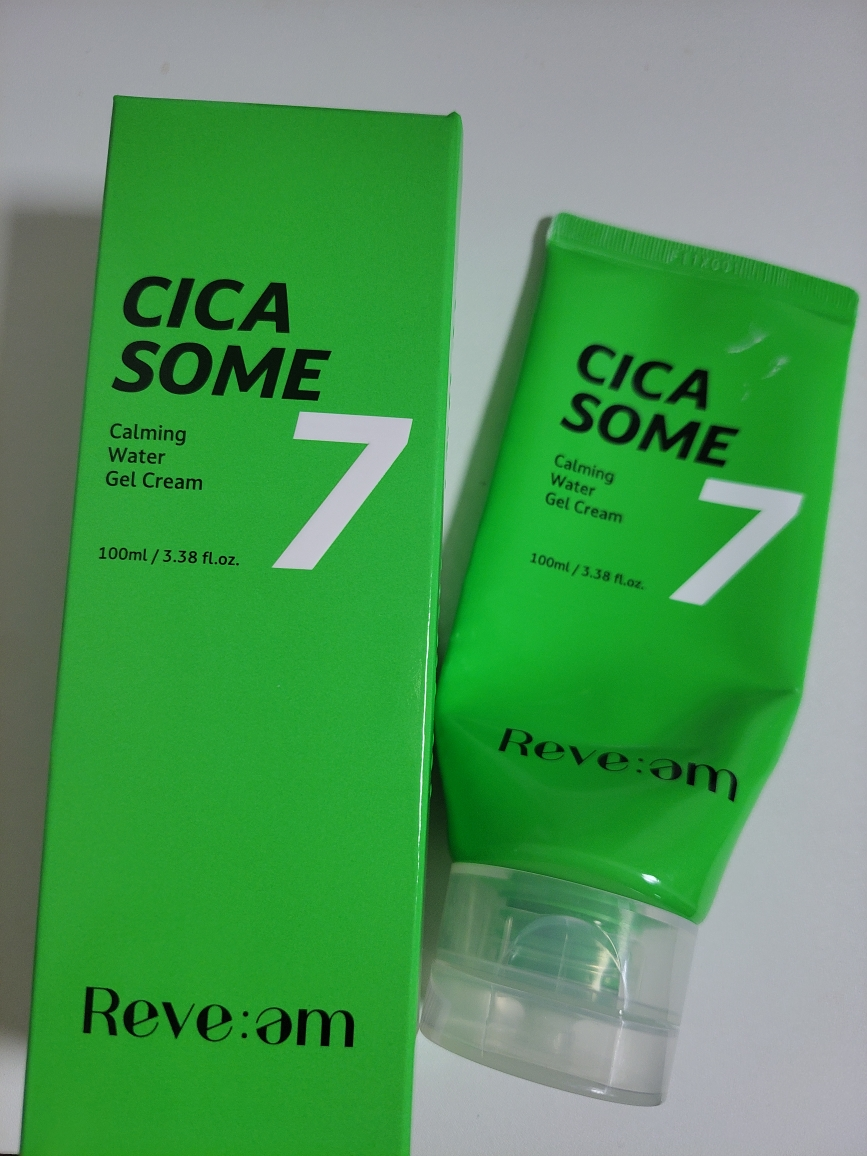 CICA
SOME
7
Calming
Water
Gel Cream
100ml / 3.38 fl.oz.
Reve:am
CICA
SOME
7
Calming
Water
Gel Cream
100ml / 3.38 fl.oz.
Reve:am